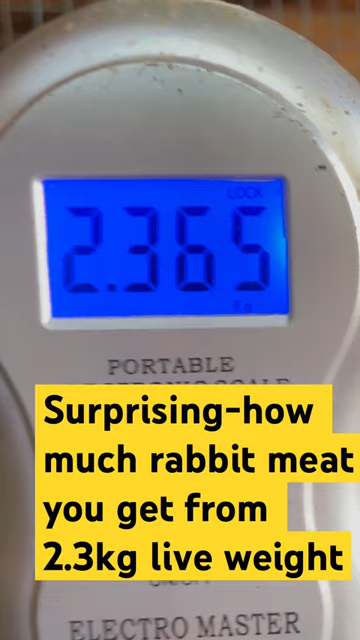 LOCK
2.365
Kg
PORTABLE
Surprising-how
much rabbit meat
you get from
2.3kg live weight
ELECTRO MASTER